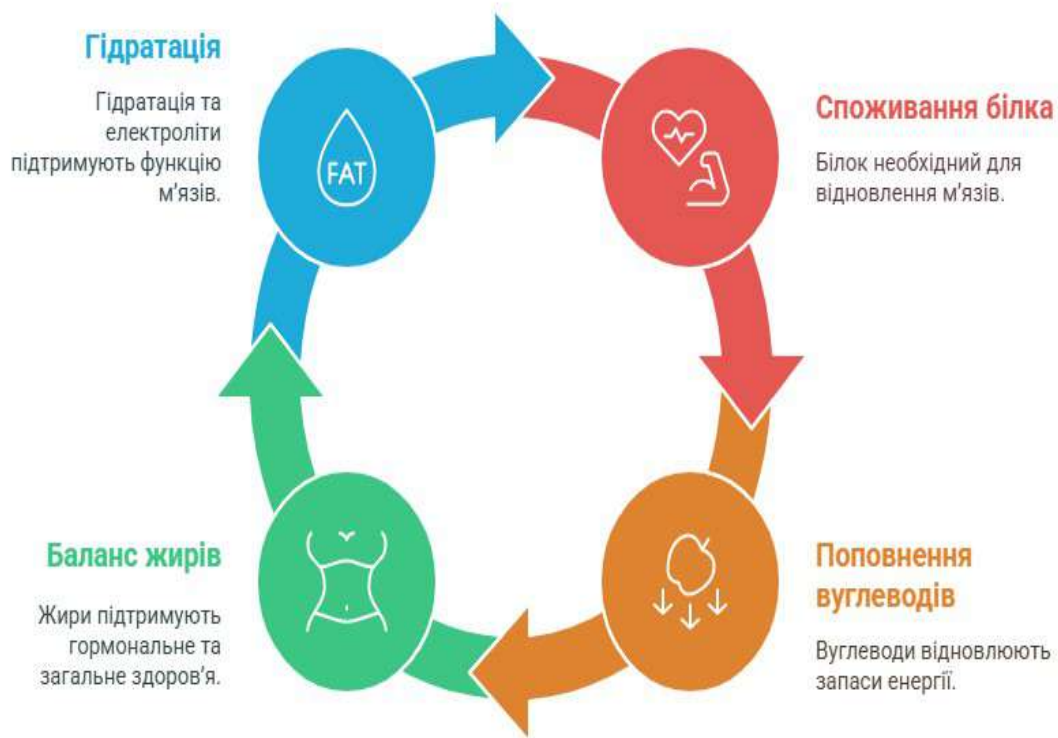 Гідратація
Гідратація та
електроліти
підтримують функцію
м'язів.
FAT
Споживання білка
Білок необхідний для
відновлення м'язів.
Баланс жирів
Жири підтримують
гормональне та
загальне здоров'я.
Поповнення
вуглеводів
Вуглеводи відновлюють
запаси енергії.